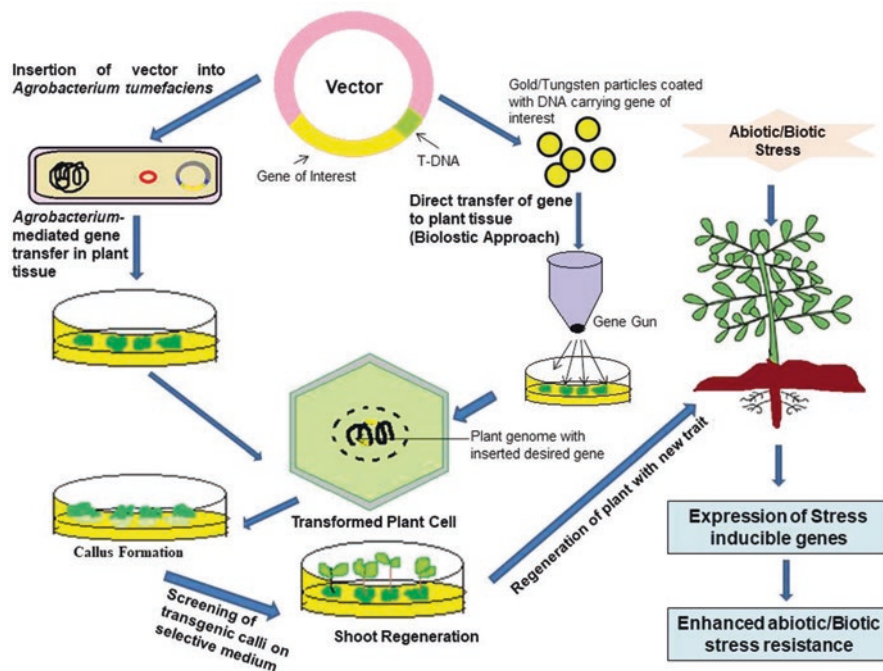 Insertion of vector into
Agrobacterium tumefaciens
Vector
Gene of Interest
T-DNA
Gold/Tungsten particles coated
with DNA carrying gene of
interest
Abiotic/Biotic
Stress
Agrobacterium-
mediated gene
transfer in plant
tissue
Direct transfer of gene
to plant tissue
(Biolostic Approach)
Gene Gun
Plant genome with
inserted desired gene
Transformed Plant Cell
Callus Formation
Screening of
transgenic calli on
selective medium
Shoot Regeneration
Regeneration of plant with new trait
Expression of Stress
inducible genes
Enhanced abiotic/Biotic
stress resistance